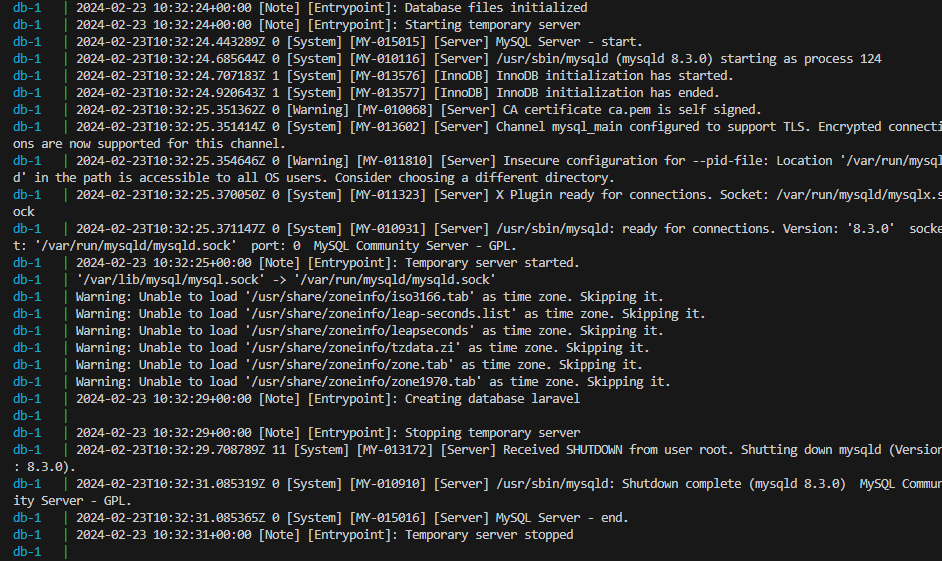 db-1   | 2024-02-23 10:32:24+00:00 [Note] [Entrypoint]: Database files initialized
db-1   | 2024-02-23 10:32:24+00:00 [Note] [Entrypoint]: Starting temporary server
db-1   | 2024-02-23T10:32:24.443289Z 0 [System] [MY-015015] [Server] MySQL Server - start.
db-1   | 2024-02-23T10:32:24.685644Z 0 [System] [MY-010116] [Server] /usr/sbin/mysqld (mysqld 8.3.0) starting as process 124
db-1   | 2024-02-23T10:32:24.707183Z 1 [System] [MY-013576] [InnoDB] InnoDB initialization has started.
db-1   | 2024-02-23T10:32:24.920643Z 1 [System] [MY-013577] [InnoDB] InnoDB initialization has ended.
db-1   | 2024-02-23T10:32:25.351362Z 0 [Warning] [MY-010068] [Server] CA certificate ca.pem is self signed.
db-1   | 2024-02-23T10:32:25.351414Z 0 [System] [MY-013602] [Server] Channel mysql_main configured to support TLS. Encrypted connecti
ons are now supported for this channel.
db-1   | 2024-02-23T10:32:25.354646Z 0 [Warning] [MY-011810] [Server] Insecure configuration for --pid-file: Location '/var/run/mysql
d' in the path is accessible to all OS users. Consider choosing a different directory.
db-1   | 2024-02-23T10:32:25.370050Z 0 [System] [MY-011323] [Server] X Plugin ready for connections. Socket: /var/run/mysqld/mysqlx.s
ock
db-1   | 2024-02-23T10:32:25.371147Z 0 [System] [MY-010931] [Server] /usr/sbin/mysqld: ready for connections. Version: '8.3.0'  socke
t: '/var/run/mysqld/mysqld.sock'  port: 0  MySQL Community Server - GPL.
db-1   | 2024-02-23 10:32:25+00:00 [Note] [Entrypoint]: Temporary server started.
db-1   | '/var/lib/mysql/mysql.sock' -> '/var/run/mysqld/mysqld.sock'
db-1   | Warning: Unable to load '/usr/share/zoneinfo/iso3166.tab' as time zone. Skipping it.
db-1   | Warning: Unable to load '/usr/share/zoneinfo/leap-seconds.list' as time zone. Skipping it.
db-1   | Warning: Unable to load '/usr/share/zoneinfo/leapseconds' as time zone. Skipping it.
db-1   | Warning: Unable to load '/usr/share/zoneinfo/tzdata.zi' as time zone. Skipping it.
db-1   | Warning: Unable to load '/usr/share/zoneinfo/zone.tab' as time zone. Skipping it.
db-1   | Warning: Unable to load '/usr/share/zoneinfo/zone1970.tab' as time zone. Skipping it.
db-1   | 2024-02-23 10:32:29+00:00 [Note] [Entrypoint]: Creating database laravel
db-1   |
db-1   | 2024-02-23 10:32:29+00:00 [Note] [Entrypoint]: Stopping temporary server
db-1   | 2024-02-23T10:32:29.708789Z 11 [System] [MY-013172] [Server] Received SHUTDOWN from user root. Shutting down mysqld (Version
: 8.3.0).
db-1   | 2024-02-23T10:32:31.085319Z 0 [System] [MY-010910] [Server] /usr/sbin/mysqld: Shutdown complete (mysqld 8.3.0)  MySQL Commun
ity Server - GPL.
db-1   | 2024-02-23T10:32:31.085365Z 0 [System] [MY-015016] [Server] MySQL Server - end.
db-1   | 2024-02-23 10:32:31+00:00 [Note] [Entrypoint]: Temporary server stopped
db-1   |